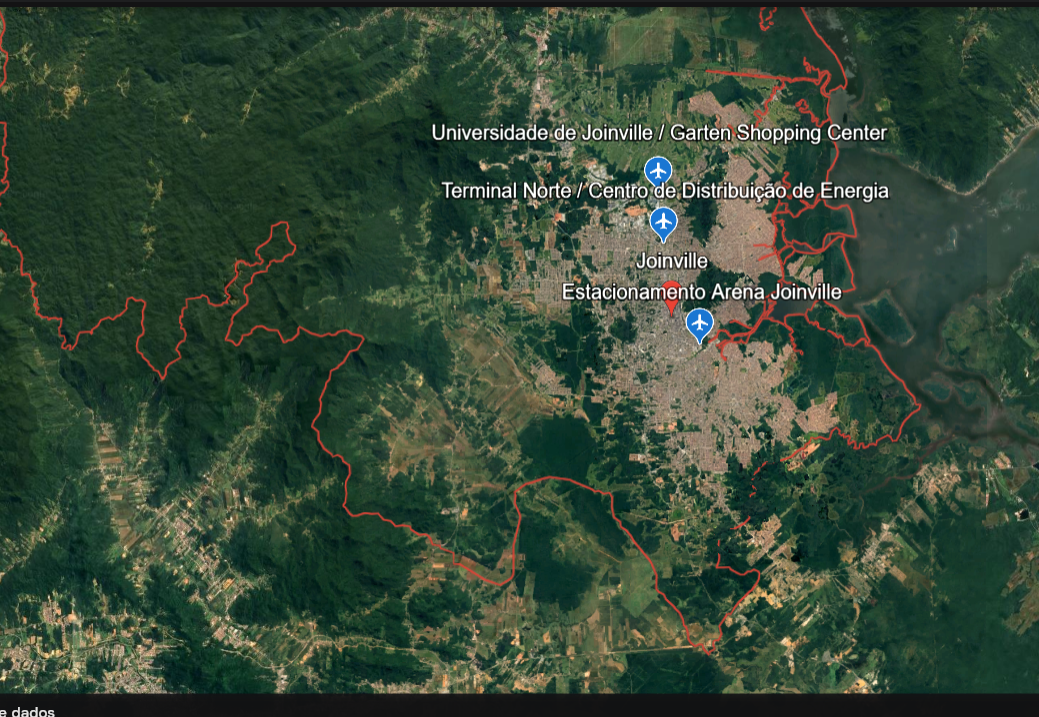 Universidade de Joinville / Garten Shopping Center
Terminal Norte / Centro de Distribuição de Energia
Joinville
Estacionamento Arena Joinville
e dados